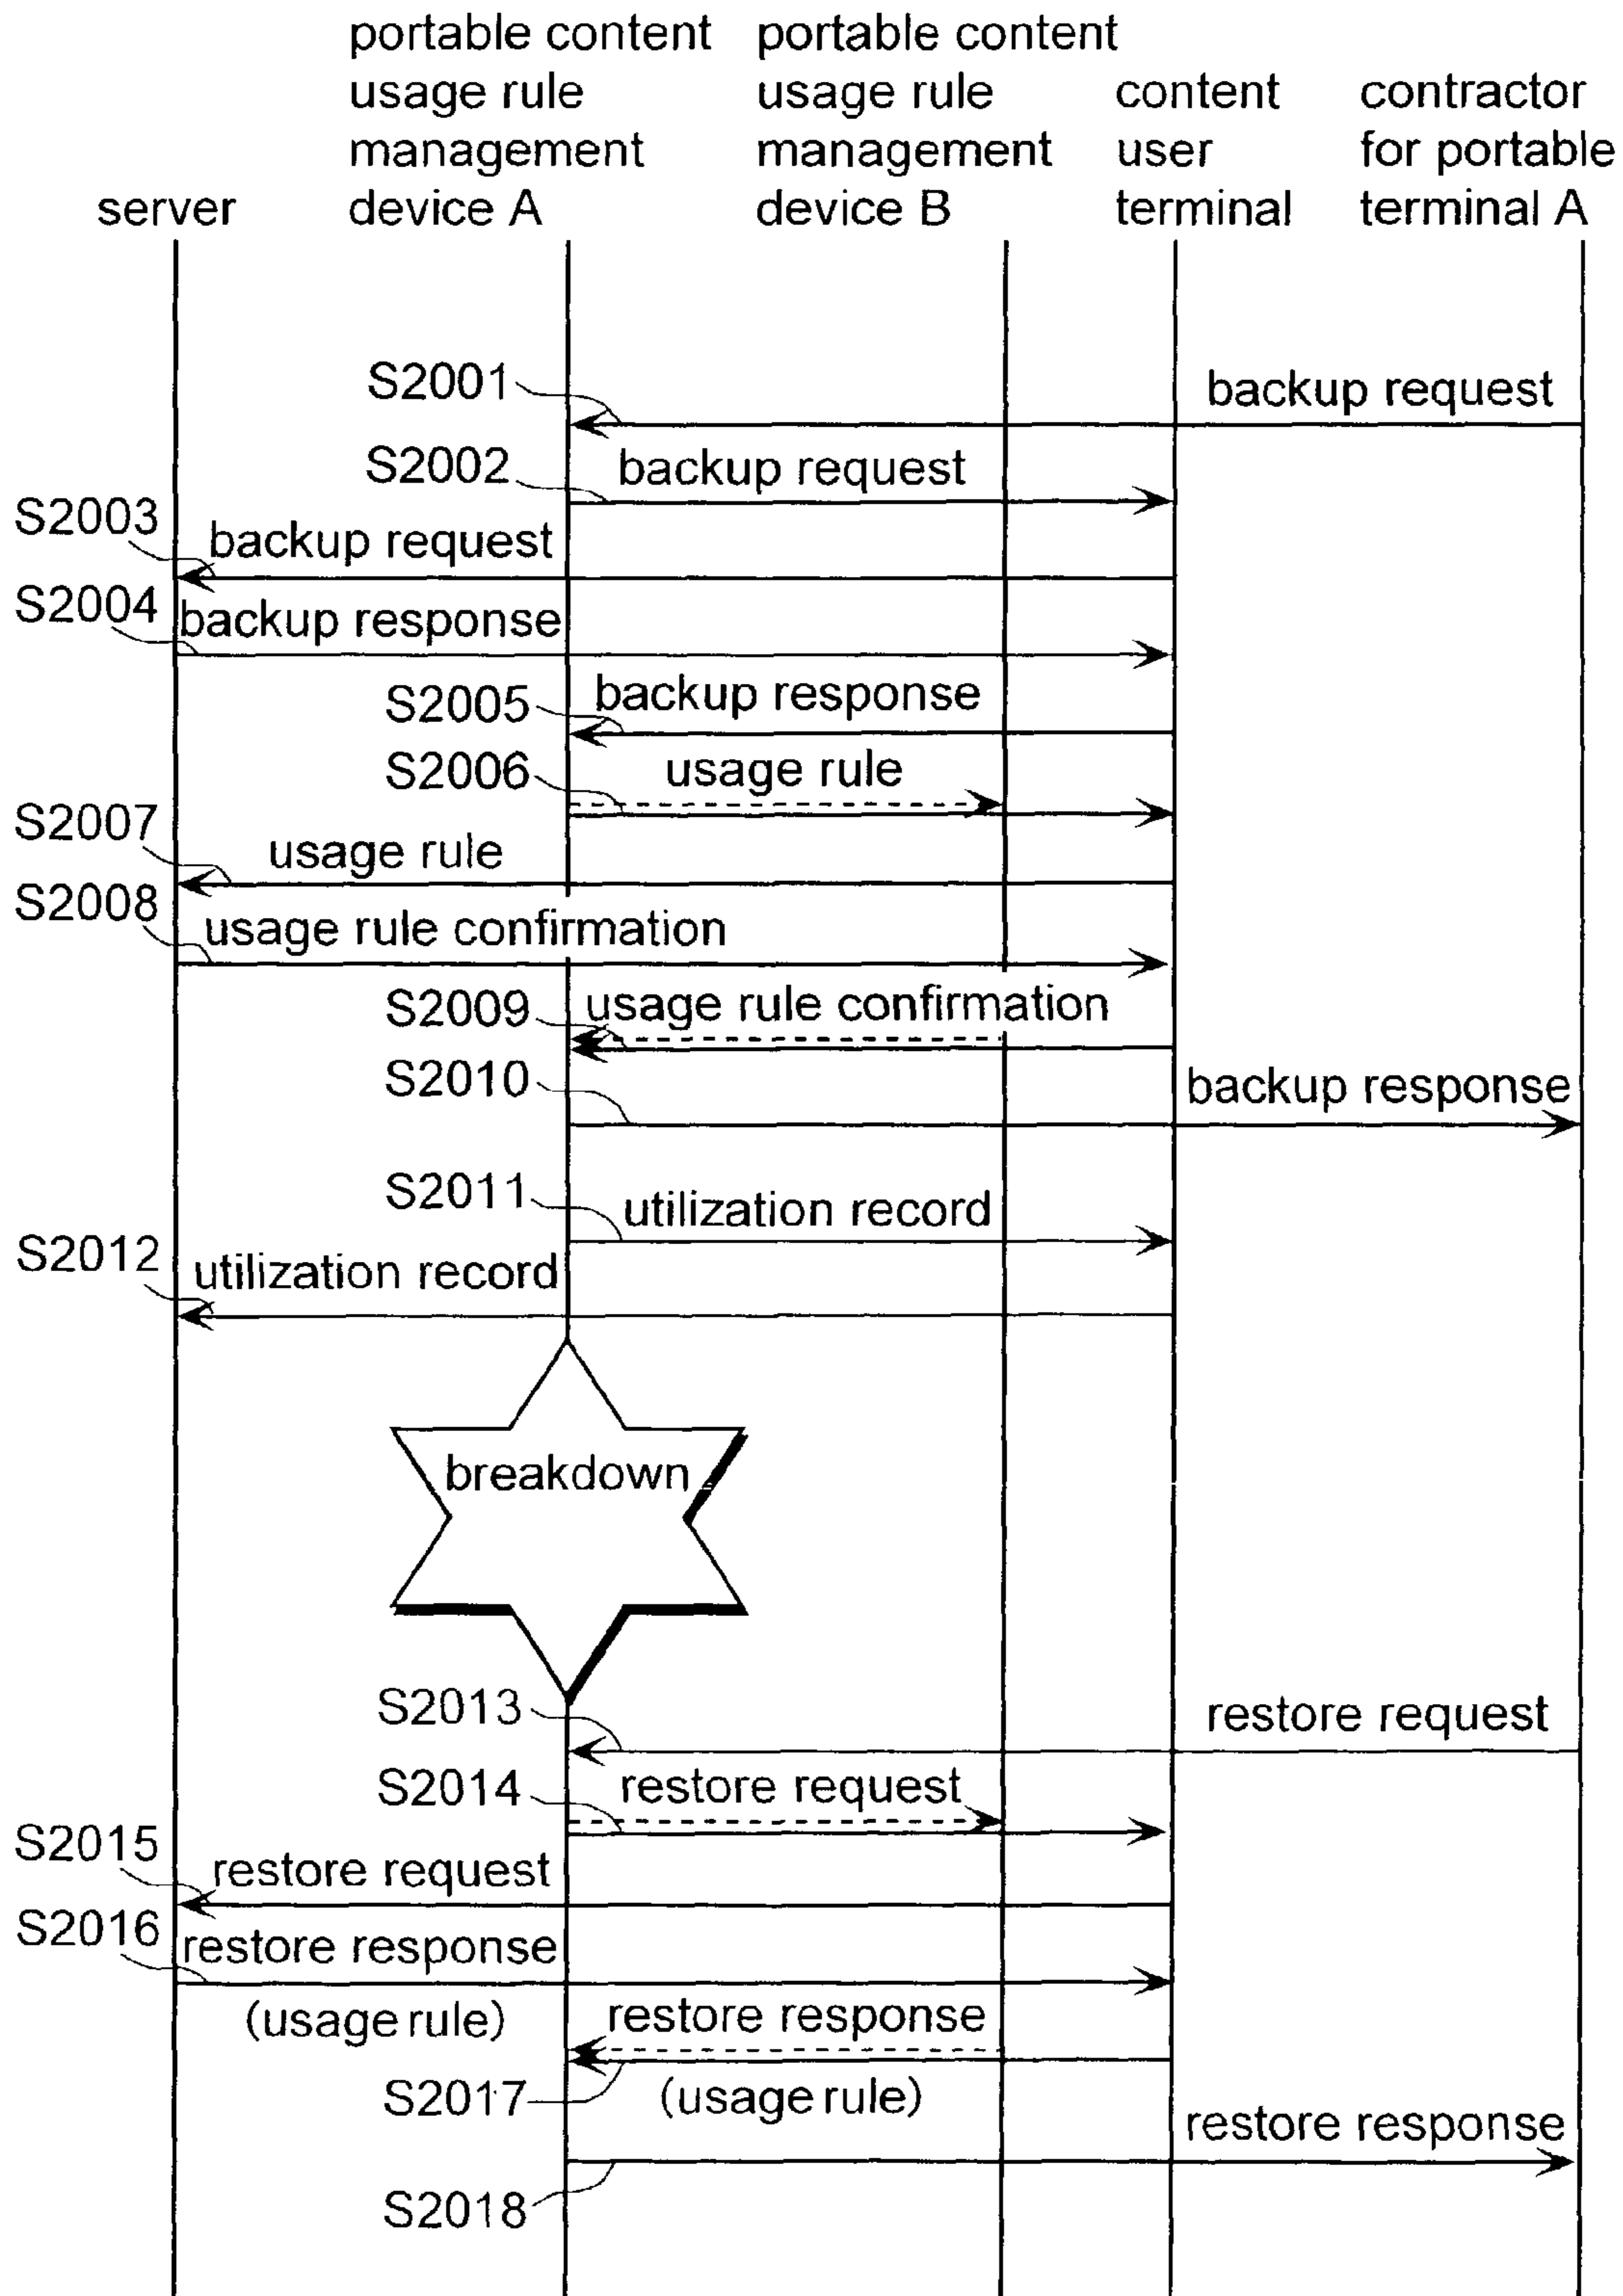 portable content
usage rule
management
device A
portable content
usage rule
management
device B
content
user
terminal
contractor
for portable
terminal A
server
S2001
backup request
S2002
backup request
S2003
backup request
S2004
backup response
S2005
backup response
S2006
usage rule
S2007
usage rule
S2008
usage rule confirmation
S2009
usage rule confirmation
S2010
backup response
S2011
utilization record
S2012
utilization record
breakdown
S2013
restore request
S2014
restore request
S2015
restore request
S2016
restore response
(usage rule)
restore response
S2017
(usage rule)
restore response
S2018